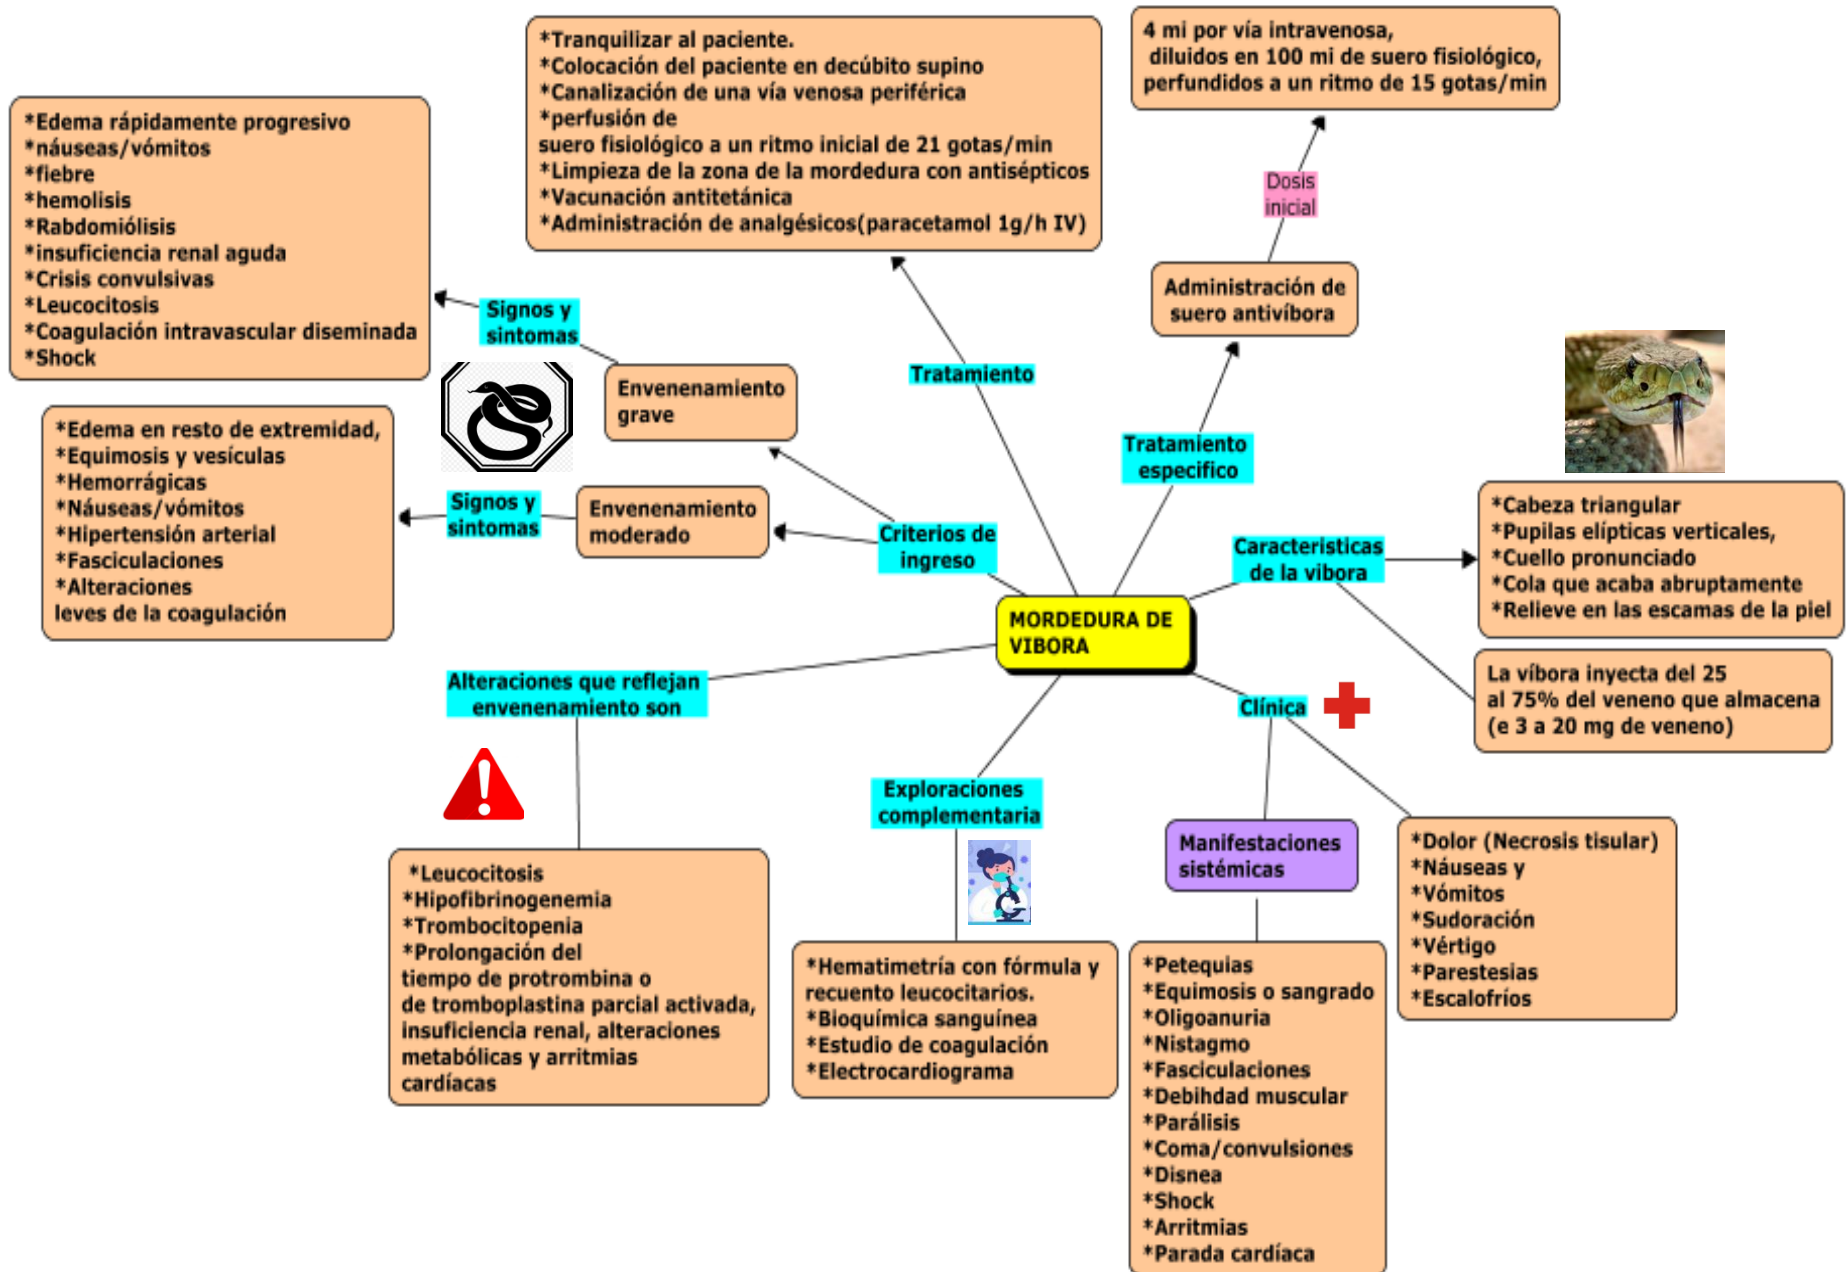 *Tranquilizar al paciente.
*Colocación del paciente en decúbito supino
*Canalización de una vía venosa periférica
*perfusión de
suero fisiológico a un ritmo inicial de 21 gotas/min
*Limpieza de la zona de la mordedura con antisépticos
*Vacunación antitetánica
*Administración de analgésicos(paracetamol 1g/h IV)
4 mi por vía intravenosa,
diluidos en 100 mi de suero fisiológico,
perfundidos a un ritmo de 15 gotas/min
Dosis
inicial
Administración de
suero antivíbora
*Edema rápidamente progresivo
*náuseas/vómitos
*fiebre
*hemolisis
*Rabdomiólisis
*insuficiencia renal aguda
*Crisis convulsivas
*Leucocitosis
*Coagulación intravascular diseminada
*Shock
Signos y
sintomas
Envenenamiento
grave
Tratamiento
Tratamiento
especifico
*Edema en resto de extremidad,
*Equimosis y vesículas
*Hemorrágicas
*Náuseas/vómitos
*Hipertensión arterial
*Fasciculaciones
*Alteraciones
leves de la coagulación
Signos y
sintomas
Envenenamiento
moderado
Criterios de
ingreso
Caracteristicas
de la vibora
*Cabeza triangular
*Pupilas elípticas verticales,
*Cuello pronunciado
*Cola que acaba abruptamente
*Relieve en las escamas de la piel
MORDEDURA DE
VIBORA
La víbora inyecta del 25
al 75% del veneno que almacena
(e 3 a 20 mg de veneno)
Alteraciones que reflejan
envenenamiento son
Clínica
Exploraciones
complementaria
Manifestaciones
sistémicas
*Dolor (Necrosis tisular)
*Náuseas y
*Vómitos
*Sudoración
*Vértigo
*Parestesias
*Escalofríos
*Leucocitosis
*Hipofibrinogenemia
*Trombocitopenia
*Prolongación del
tiempo de protrombina o
de tromboplastina parcial activada,
insuficiencia renal, alteraciones
metabólicas y arritmias
cardíacas
*Hematimetría con fórmula y
recuento leucocitarios.
*Bioquímica sanguínea
*Estudio de coagulación
*Electrocardiograma
*Petequias
*Equimosis o sangrado
*Oligoanuria
*Nistagmo
*Fasciculaciones
*Debihdad muscular
*Parálisis
*Coma/convulsiones
*Disnea
*Shock
*Arritmias
*Parada cardíaca